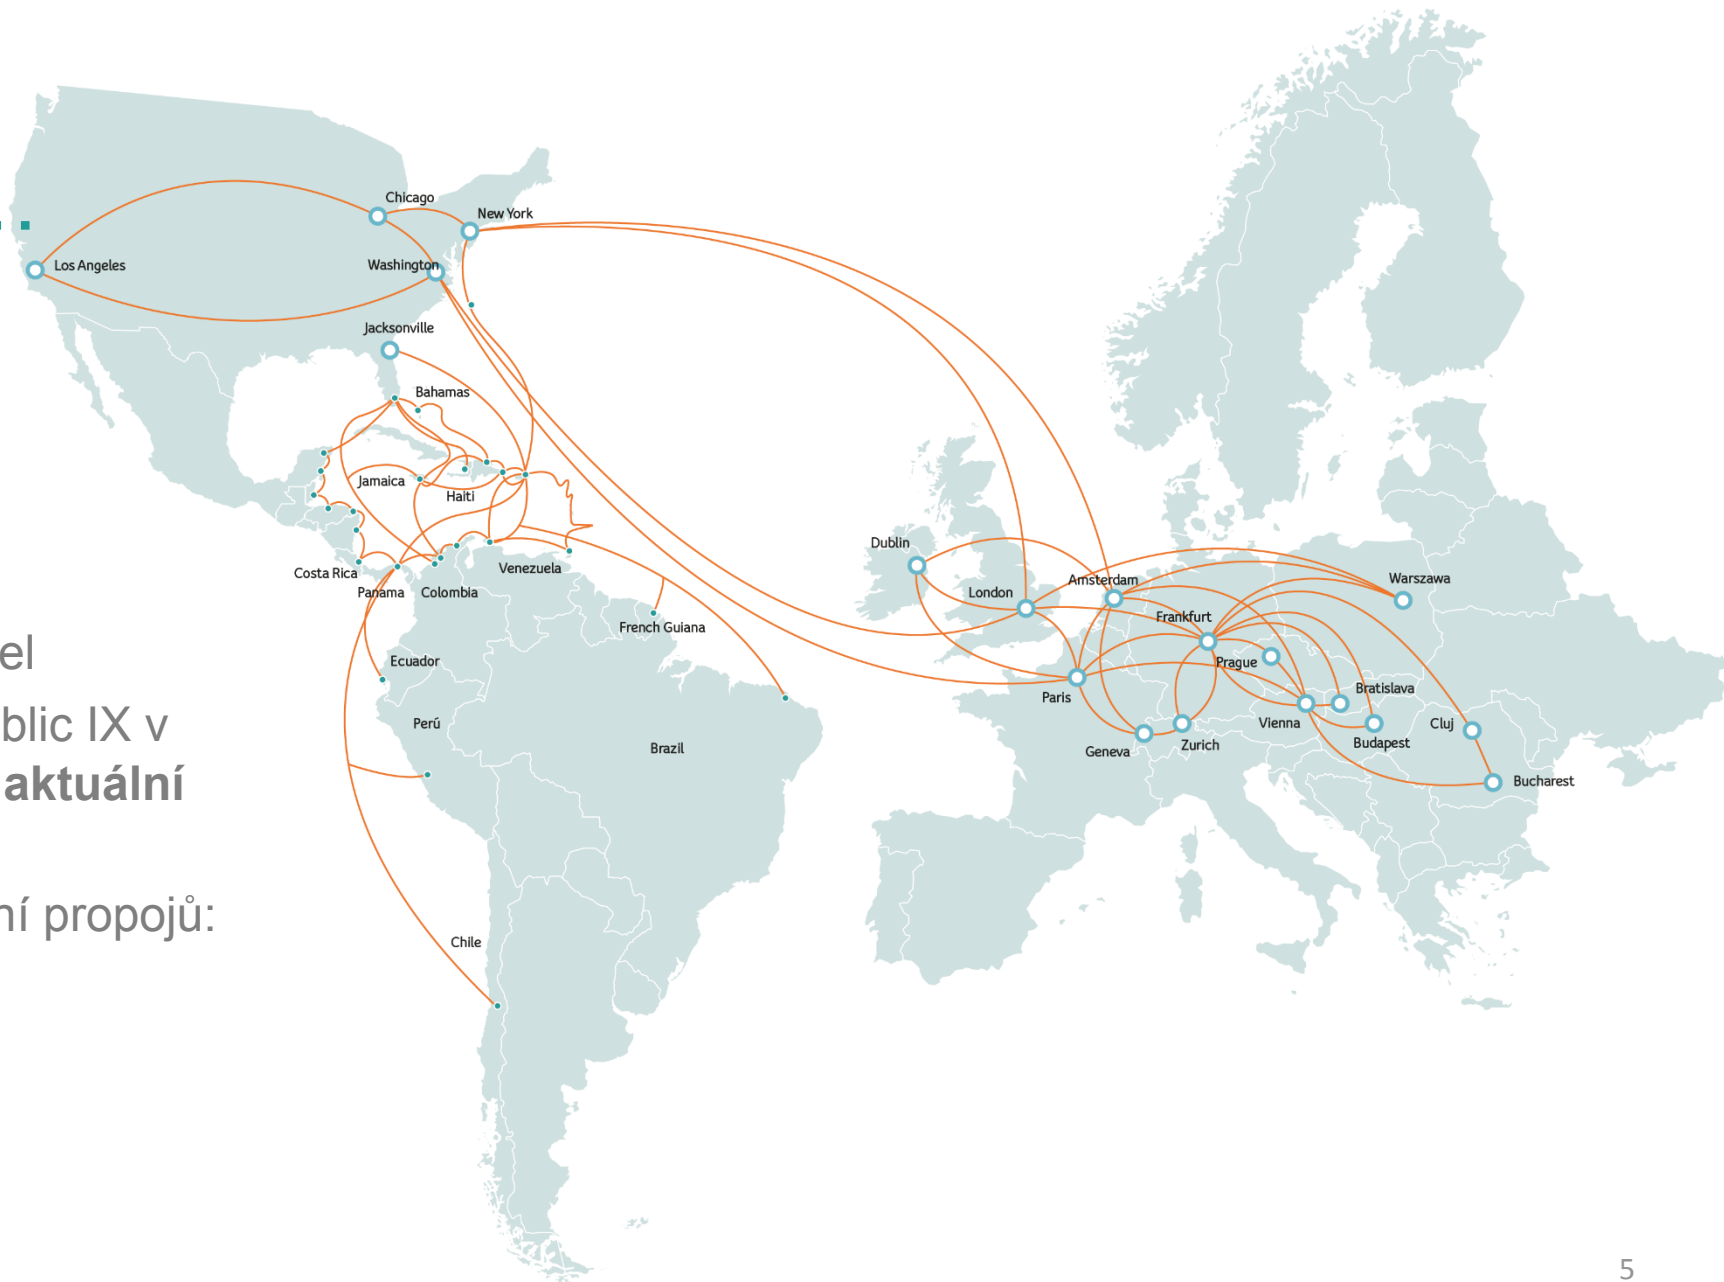 Chicago
New York
Los Angeles
Washington
Jacksonville
Bahamas
Jamaica
Haiti
Costa Rica
Panama
Colombia
Venezuela
French Guiana
Ecuador
Perú
Brazil
Chile
Dublin
London
Amsterdam
Warszawa
Frankfurt
Prague
Paris
Bratislava
Vienna
Cluj
Budapest
Geneva
Zurich
Bucharest
el
blic IX v
aktuální
ní propojů:
5